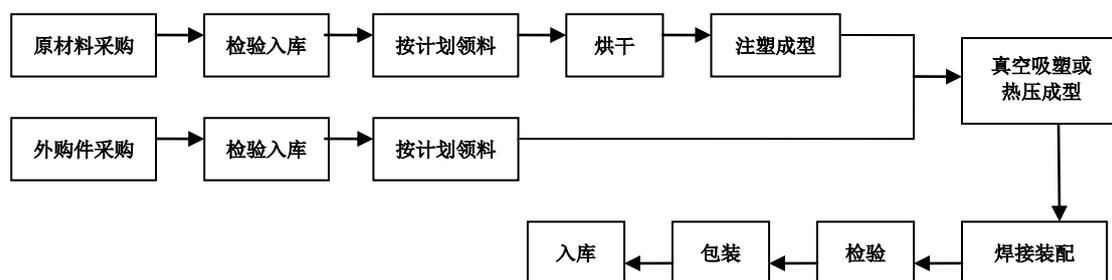 原材料采购
检验入库
按计划领料
烘干
注塑成型
真空吸塑或
热压成型
外购件采购
检验入库
按计划领料
入库
包装
检验
焊接装配